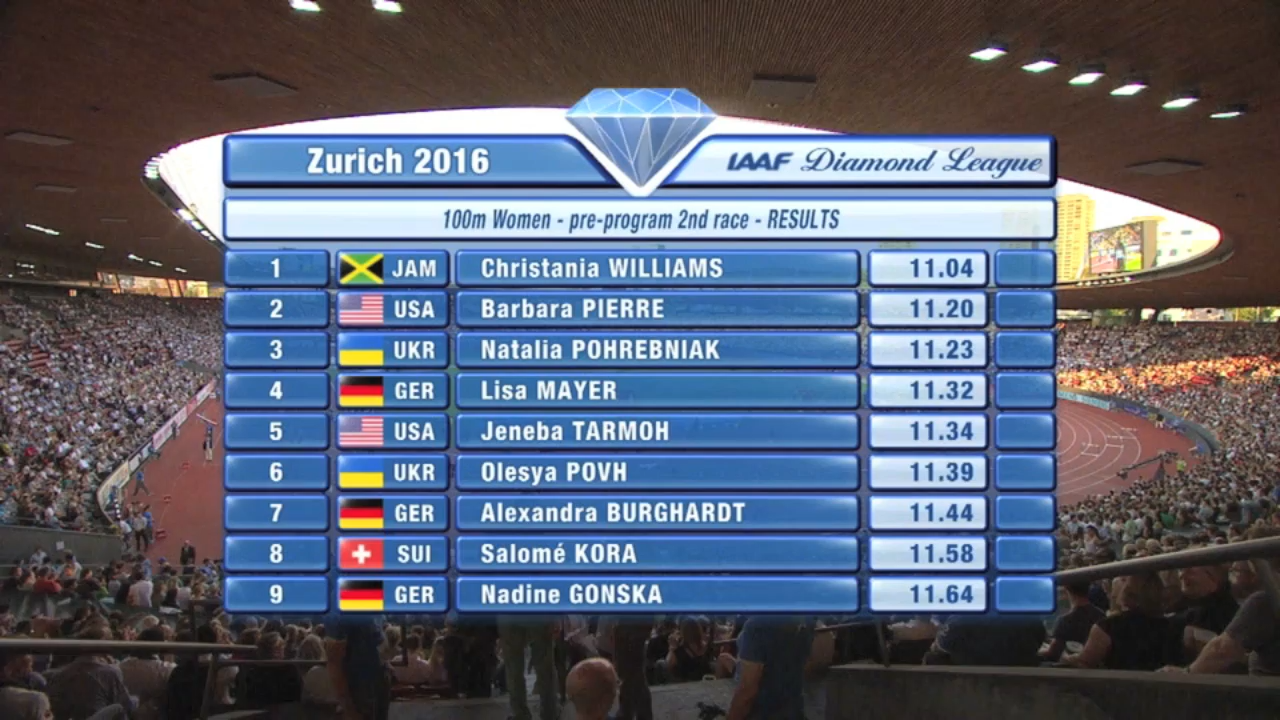 Zurich 2016
IAAF Diamond League
100m Women - pre-program 2nd race - RESULTS
1 JAM Christania WILLIAMS 11.04
2 USA Barbara PIERRE 11.20
3 UKR Natalia POHREBNIAK 11.23
4 GER Lisa MAYER 11.32
5 USA Jeneba TARMOH 11.34
6 UKR Olesya POVH 11.39
7 GER Alexandra BURGHARDT 11.44
8 SUI Salomé KORA 11.58
9 GER Nadine GONSKA 11.64